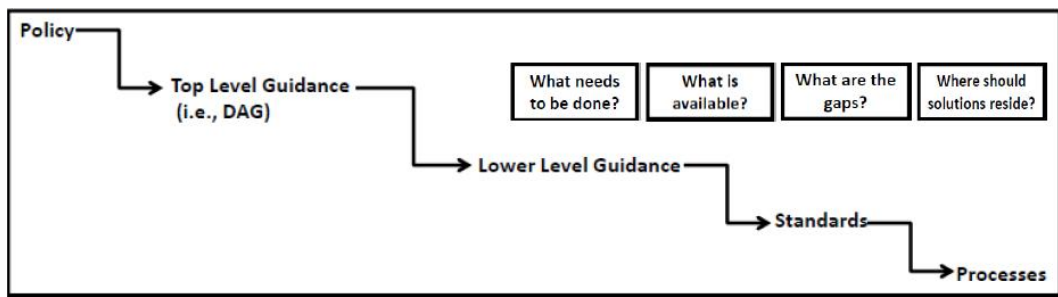 Policy
Top Level Guidance
(i.e., DAG)
What needs
to be done?
What is
available?
What are the
gaps?
Where should
solutions reside?
Lower Level Guidance
Standards
Processes